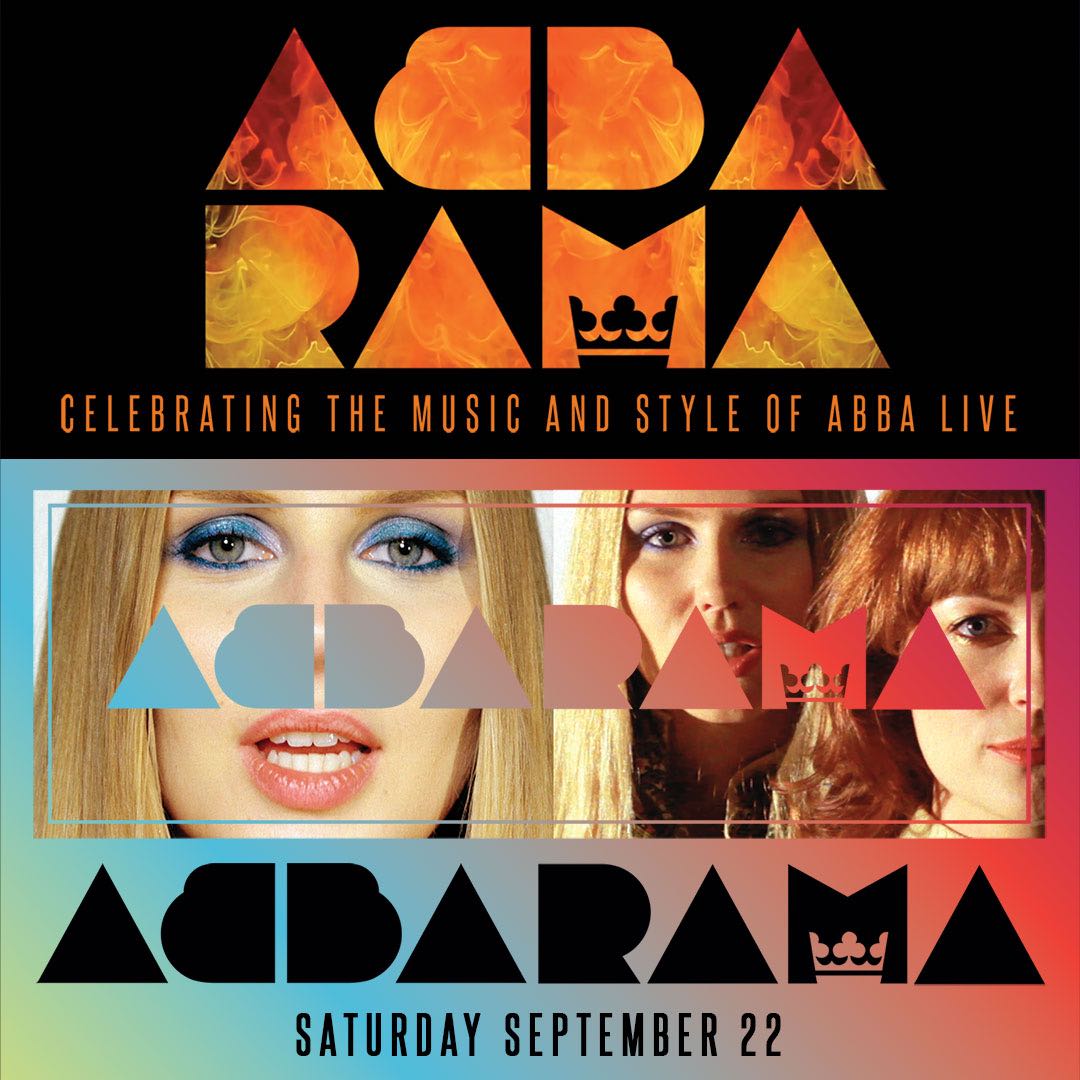 ABBA
RAMA
CELEBRATING THE MUSIC AND STYLE OF ABBA LIVE
ABBARAMA
ABBARAMA
SATURDAY SEPTEMBER 22